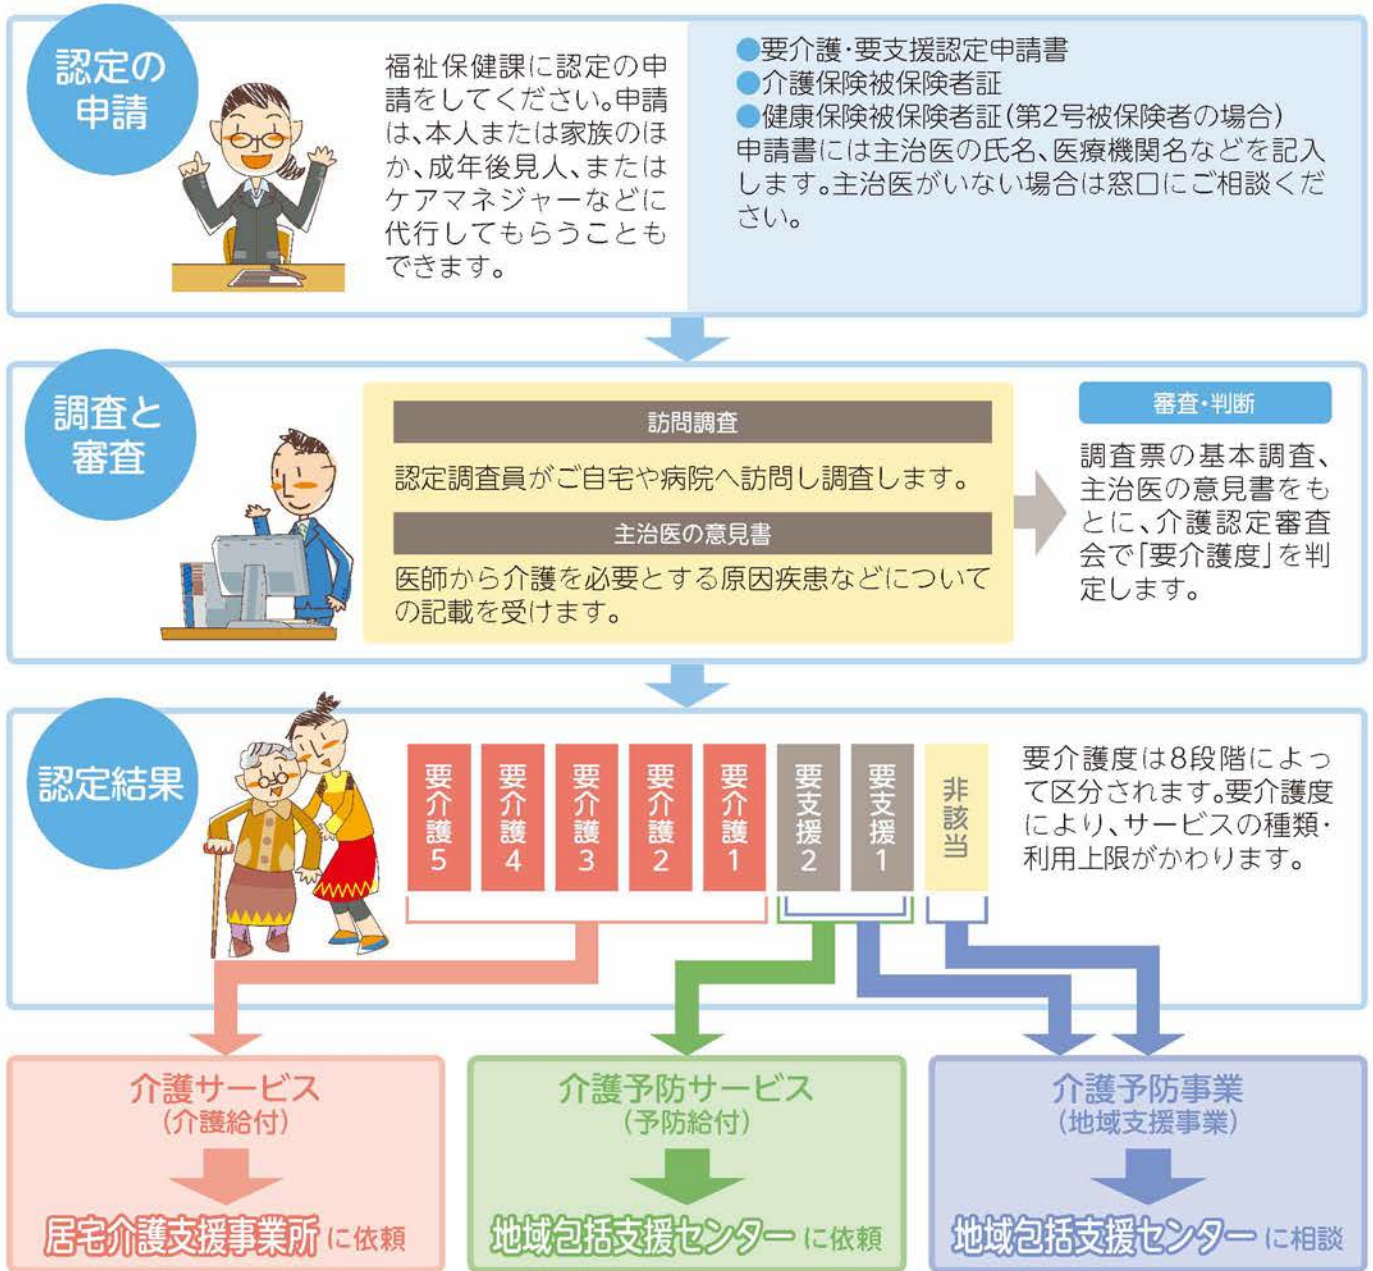 認定の
申請
福祉保健課に認定の申
請をしてください。申請
は、本人または家族のほ
か、成年後見人、または
ケアマネジャーなどに
代行してもらうことも
できます。
●要介護・要支援認定申請書
●介護保険被保険者証
●健康保険被保険者証(第2号被保険者の場合)
申請書には主治医の氏名、医療機関名などを記入
します。主治医がいない場合は窓口にご相談くだ
さい。
調査と
審査
訪問調査
認定調査員がご自宅や病院へ訪問し調査します。
主治医の意見書
医師から介護を必要とする原因疾患などについて
の記載を受けます。
審査・判断
調査票の基本調査、
主治医の意見書をも
とに、介護認定審査
会で「要介護度」を判
定します。
認定結果
要介護5
要介護4
要介護3
要介護2
要介護1
要支援2
要支援1
非該当
要介護度は8段階によっ
て区分されます。要介護度
により、サービスの種類・
利用上限がかわります。
介護サービス
(介護給付)
居宅介護支援事業所 に依頼
介護予防サービス
(予防給付)
地域包括支援センター に依頼
介護予防事業
(地域支援事業)
地域包括支援センター に相談